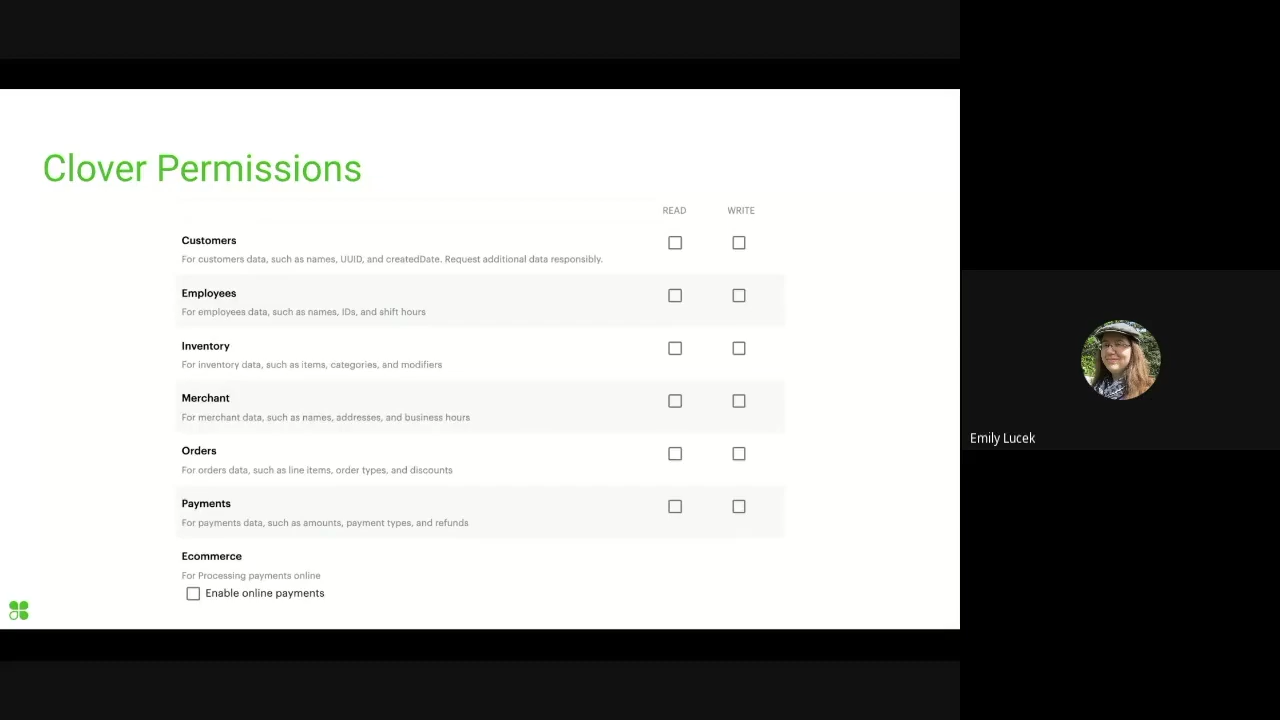 Clover Permissions
READ WRITE
Customers
For customers data, such as names, UUID, and createdDate. Request additional data responsibly.
Employees
For employees data, such as names, IDs, and shift hours
Inventory
For inventory data, such as items, categories, and modifiers
Merchant
For merchant data, such as names, addresses, and business hours
Orders
For orders data, such as line items, order types, and discounts
Payments
For payments data, such as amounts, payment types, and refunds
Ecommerce
For Processing payments online
Enable online payments
Emily Lucek